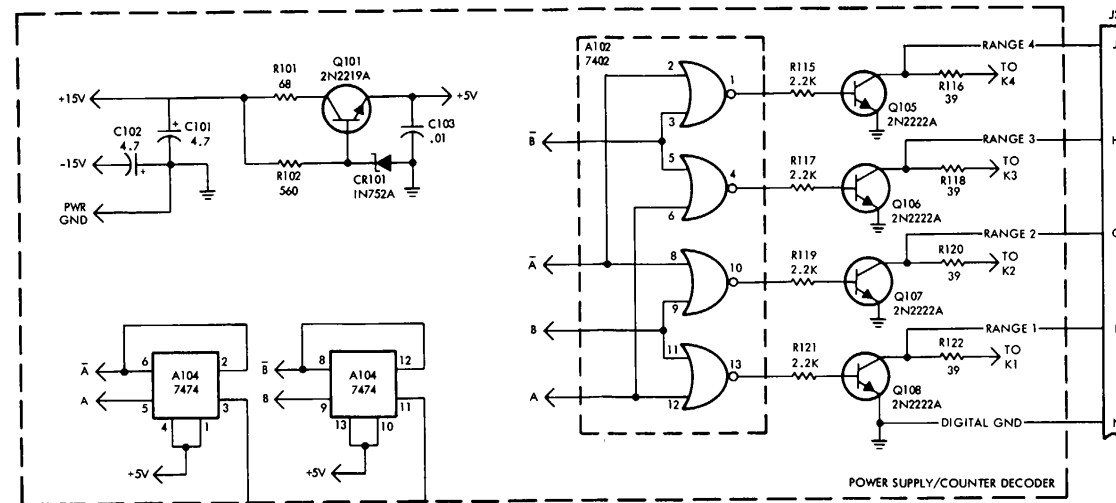 J2
A102
7402
RANGE 4
J
Q101
2N2219A
R101
68
2
1
R115
2.2K
R116
39
TO
K4
+15V
+5V
3
Q105
2N2222A
C102
4.7
+
C101
4.7
C103
.01
B̅
RANGE 3
H
-15V
+
5
4
R117
2.2K
R118
39
TO
K3
R102
560
CR101
IN752A
6
Q106
2N2222A
PWR
GND
RANGE 2
A̅
8
10
R119
2.2K
R120
39
TO
K2
9
Q107
2N2222A
B
RANGE 1
A̅
6
A104
7474
2
B̅
8
A104
7474
12
11
13
R121
2.2K
R122
39
TO
K1
A
5
3
B
9
11
A
12
Q108
2N2222A
4
1
13
10
DIGITAL GND
+5V
+5V
POWER SUPPLY/COUNTER DECODER